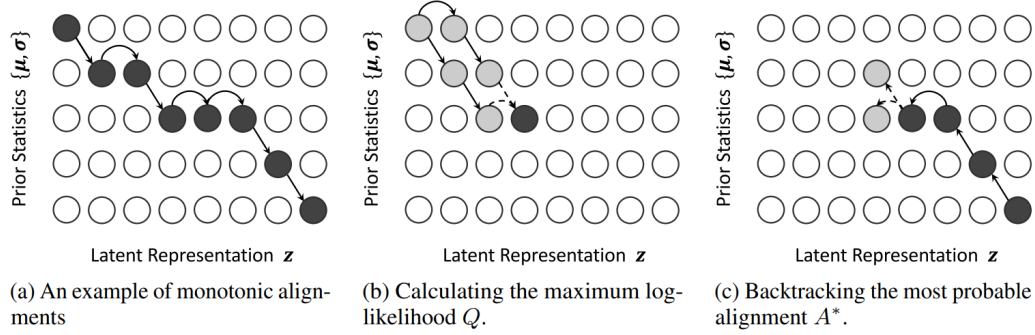 Prior Statistics {μ, σ}
Latent Representation z
(a) An example of monotonic align-
ments
Prior Statistics {μ, σ}
Latent Representation z
(b) Calculating the maximum log-
likelihood Q.
Prior Statistics {μ, σ}
Latent Representation z
(c) Backtracking the most probable
alignment A*.